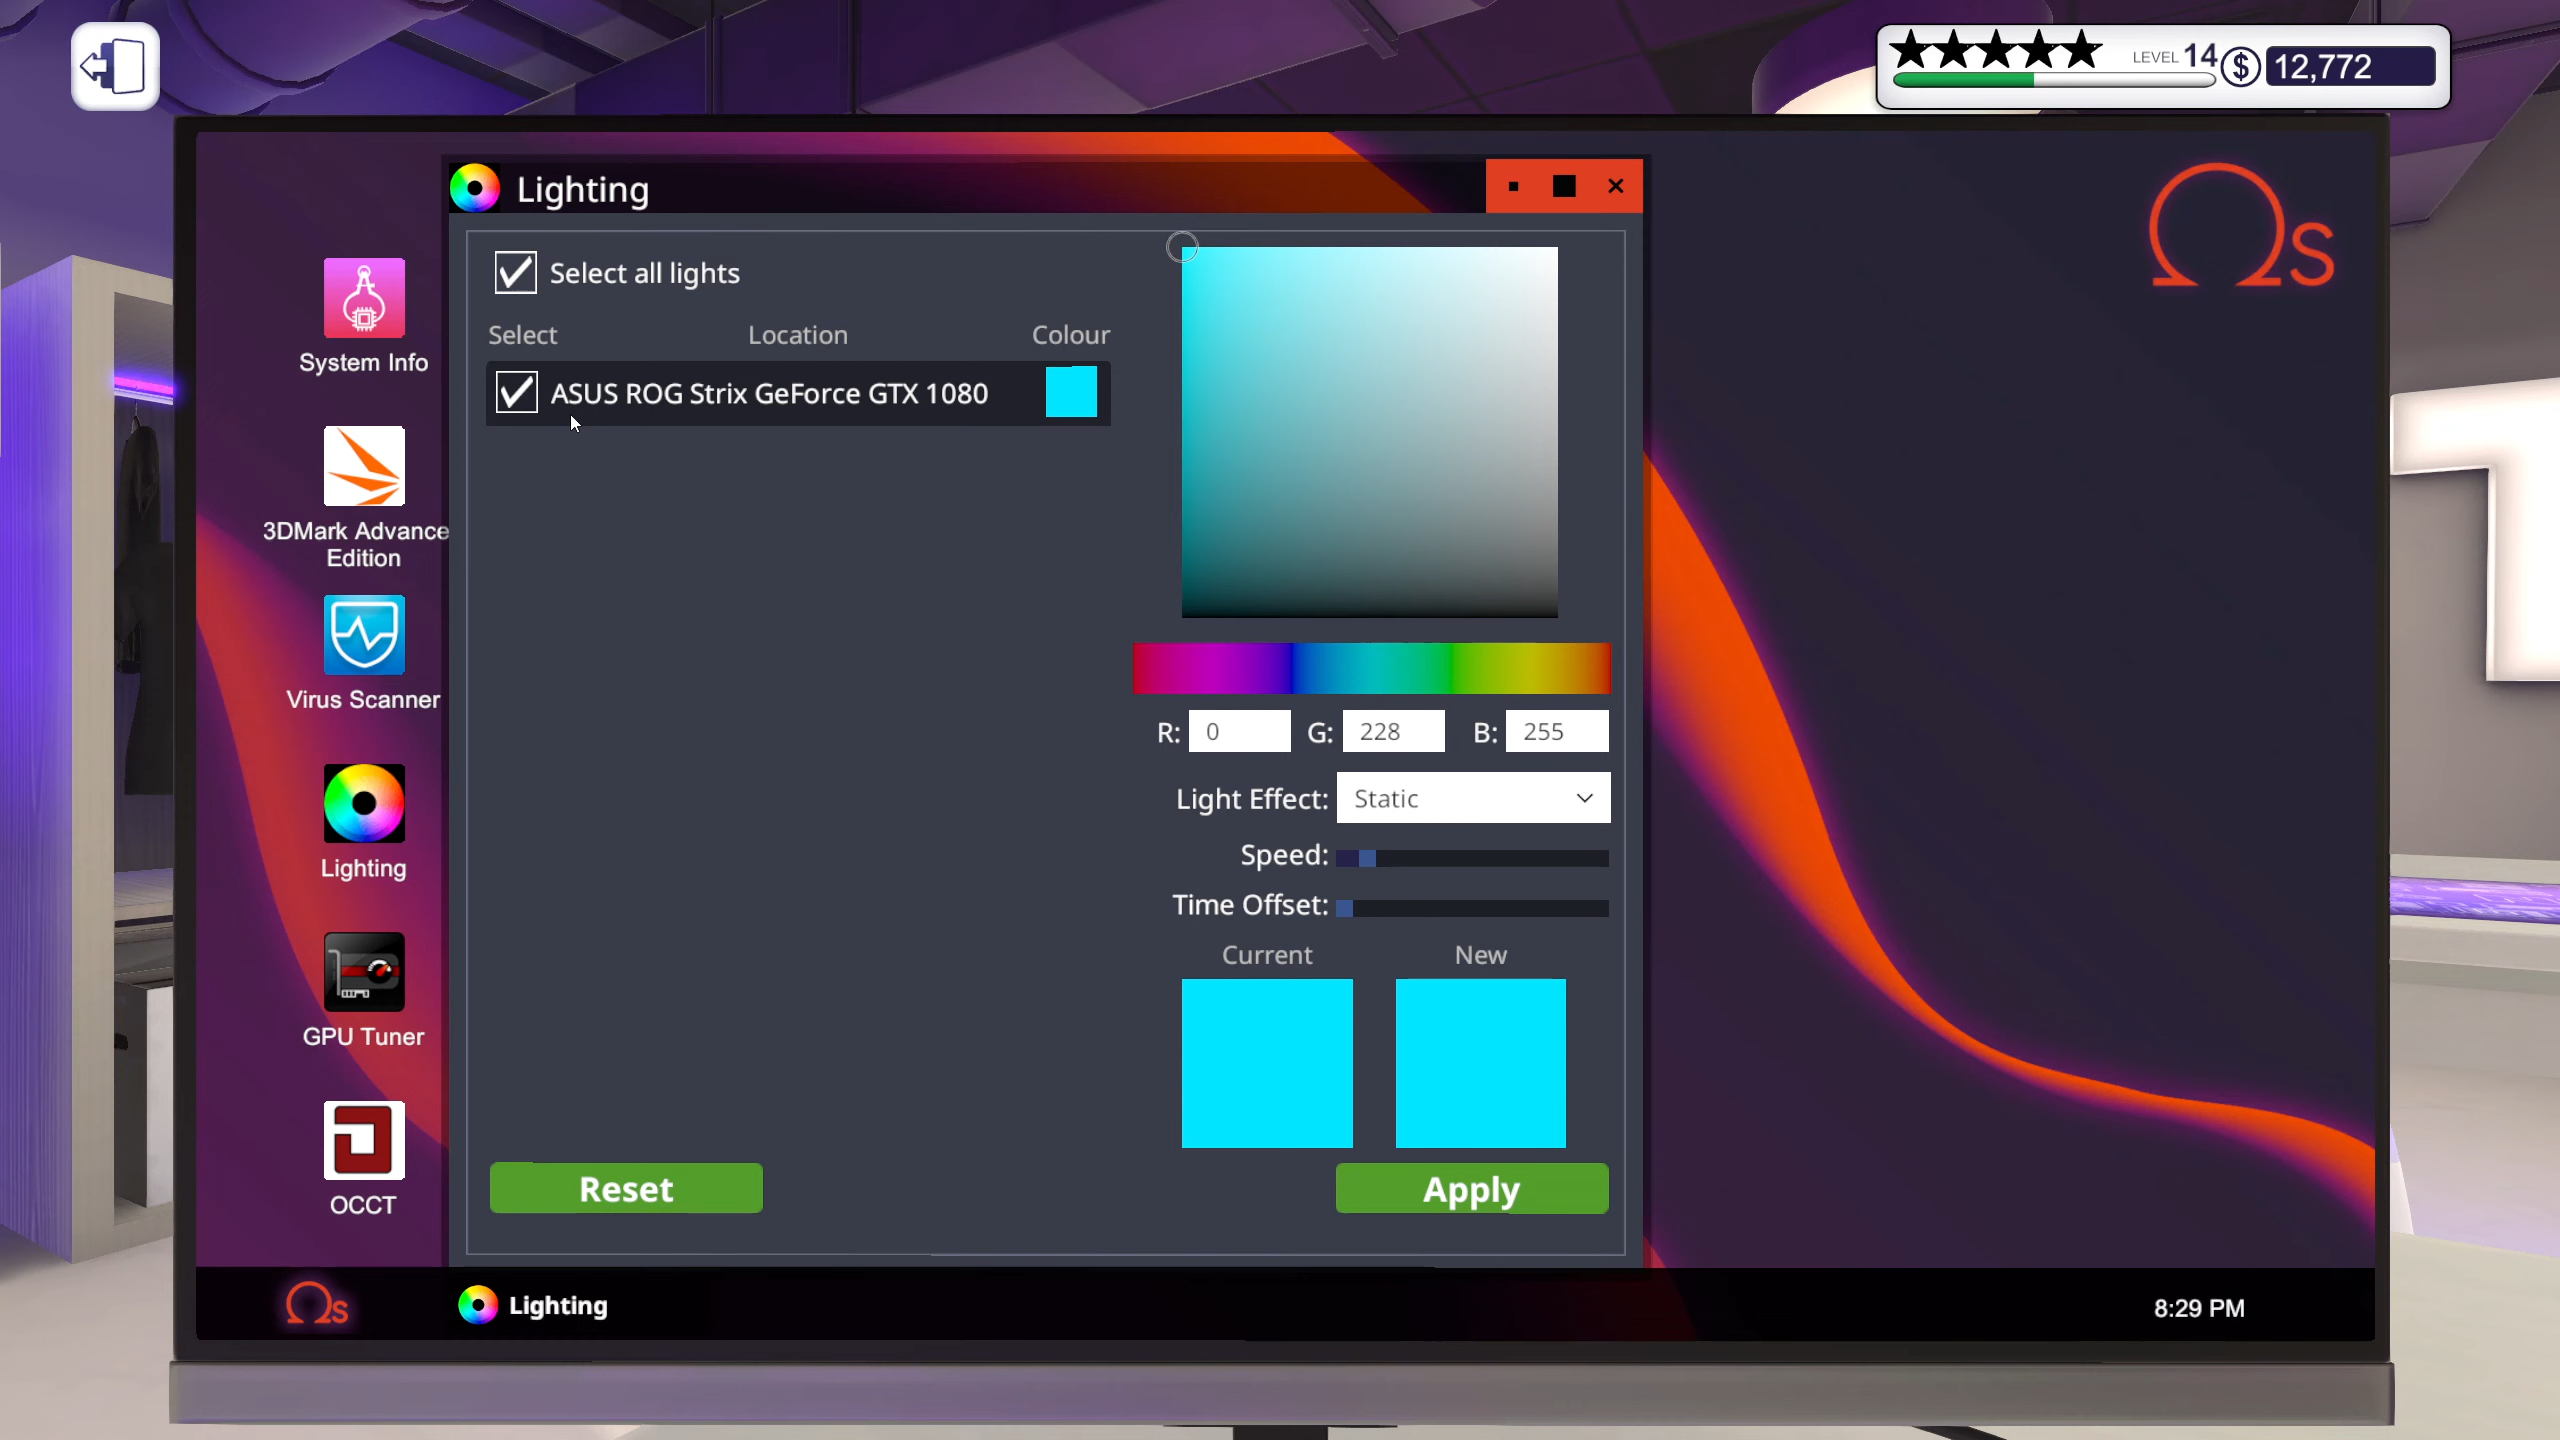 LEVEL 14
$ 12,772
Lighting
Ωs
Select all lights
Select Location Colour
ASUS ROG Strix GeForce GTX 1080
System Info
3DMark Advance
Edition
Virus Scanner
Lighting
GPU Tuner
OCCT
R: 0 G: 228 B: 255
Light Effect: Static
Speed:
Time Offset:
Current New
Reset Apply
Ωs Lighting 8:29 PM